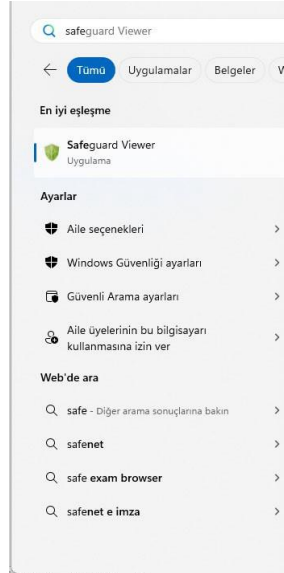 safeguard Viewer
Tümü Uygulamalar Belgeler
En iyi eşleşme
Safeguard Viewer
Uygulama
Ayarlar
Aile seçenekleri
Windows Güvenliği ayarları
Güvenli Arama ayarları
Aile üyelerinin bu bilgisayarı
kullanmasına izin ver
Web'de ara
safe - Diğer arama sonuçlarına bakın
safenet
safe exam browser
safenet e imza